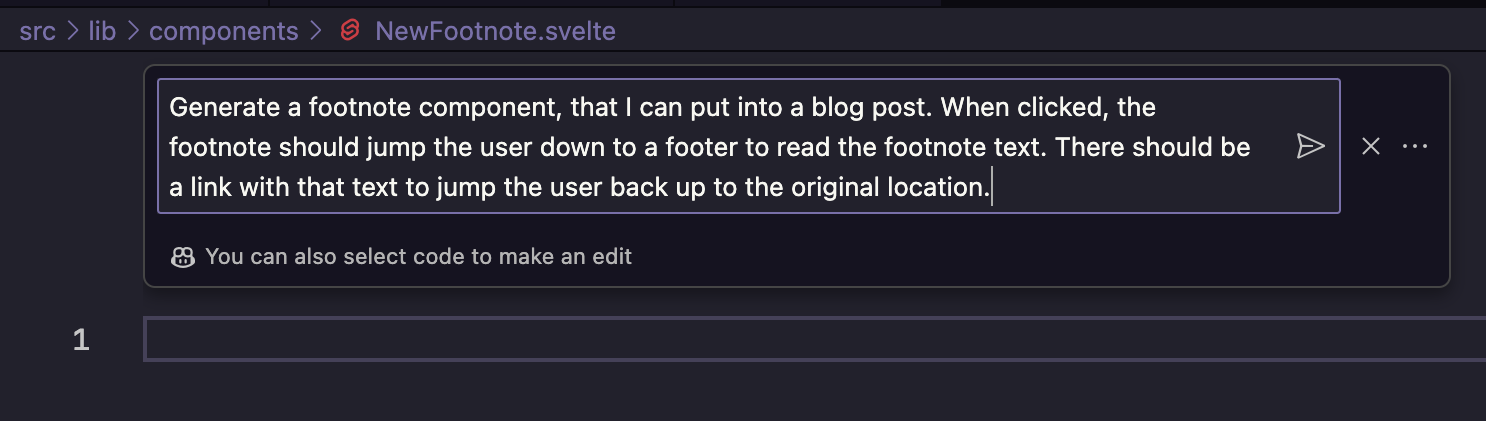 src > lib > components > NewFootnote.svelte
Generate a footnote component, that I can put into a blog post. When clicked, the
footnote should jump the user down to a footer to read the footnote text. There should be
a link with that text to jump the user back up to the original location.
You can also select code to make an edit
1